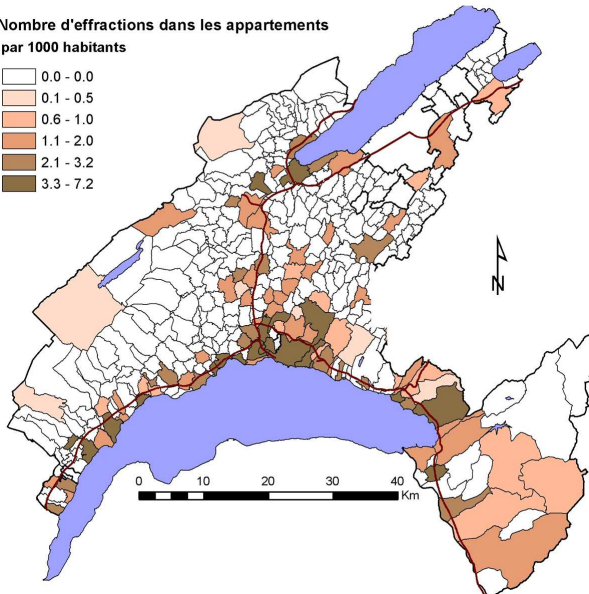 Nombre d'effractions dans les appartements
par 1000 habitants
0.0 - 0.0
0.1 - 0.5
0.6 - 1.0
1.1 - 2.0
2.1 - 3.2
3.3 - 7.2
N
0 10 20 30 40
Km